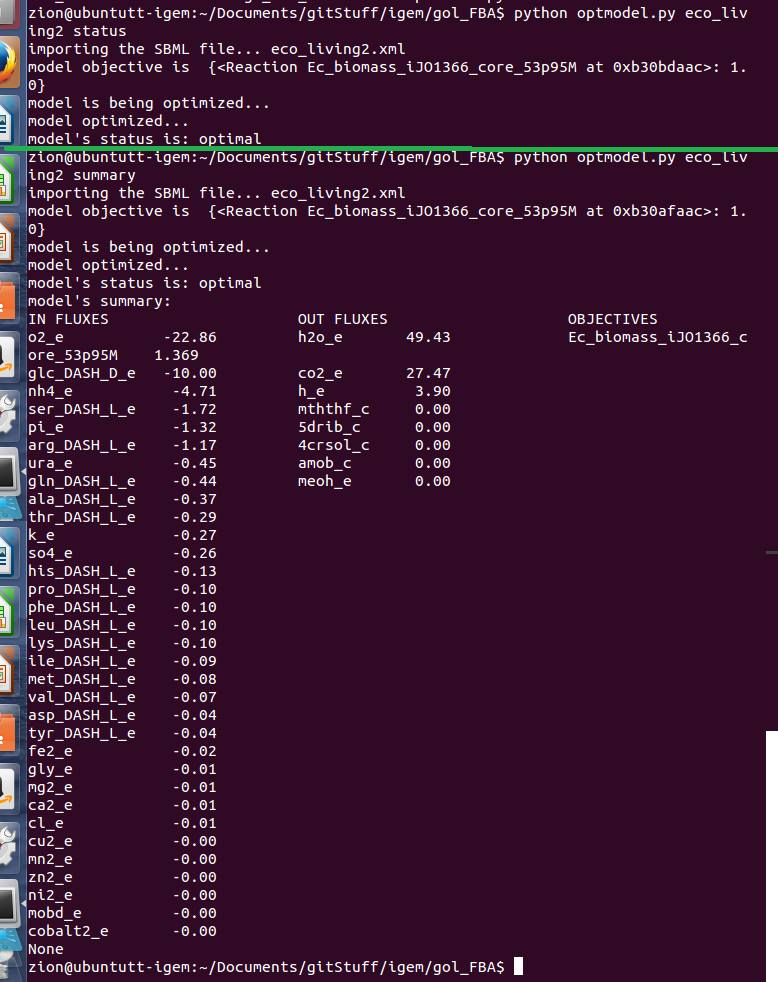 zion@ubuntutt-igem:~/Documents/gitStuff/igem/gol_FBA$ python optmodel.py eco_liv
ing2 status
importing the SBML file... eco_living2.xml
model objective is  {<Reaction Ec_biomass_iJO1366_core_53p95M at 0xb30bdaac>: 1.
0}
model is being optimized...
model optimized...
model's status is: optimal
zion@ubuntutt-igem:~/Documents/gitStuff/igem/gol_FBA$ python optmodel.py eco_liv
ing2 summary
importing the SBML file... eco_living2.xml
model objective is  {<Reaction Ec_biomass_iJO1366_core_53p95M at 0xb30afaac>: 1.
0}
model is being optimized...
model optimized...
model's status is: optimal
model's summary:
IN FLUXES                     OUT FLUXES                    OBJECTIVES
o2_e           -22.86         h2o_e       49.43             Ec_biomass_iJO1366_c
ore_53p95M    1.369
glc_DASH_D_e   -10.00         co2_e       27.47
nh4_e           -4.71         h_e          3.90
ser_DASH_L_e    -1.72         mththf_c     0.00
pi_e            -1.32         5drib_c      0.00
arg_DASH_L_e    -1.17         4crsol_c     0.00
ura_e           -0.45         amob_c       0.00
gln_DASH_L_e    -0.44         meoh_e       0.00
ala_DASH_L_e    -0.37
thr_DASH_L_e    -0.29
k_e             -0.27
so4_e           -0.26
his_DASH_L_e    -0.13
pro_DASH_L_e    -0.10
phe_DASH_L_e    -0.10
leu_DASH_L_e    -0.10
lys_DASH_L_e    -0.10
ile_DASH_L_e    -0.09
met_DASH_L_e    -0.08
val_DASH_L_e    -0.07
asp_DASH_L_e    -0.04
tyr_DASH_L_e    -0.04
fe2_e           -0.02
gly_e           -0.01
mg2_e           -0.01
ca2_e           -0.01
cl_e            -0.01
cu2_e           -0.00
mn2_e           -0.00
zn2_e           -0.00
ni2_e           -0.00
mobd_e          -0.00
cobalt2_e       -0.00
None
zion@ubuntutt-igem:~/Documents/gitStuff/igem/gol_FBA$